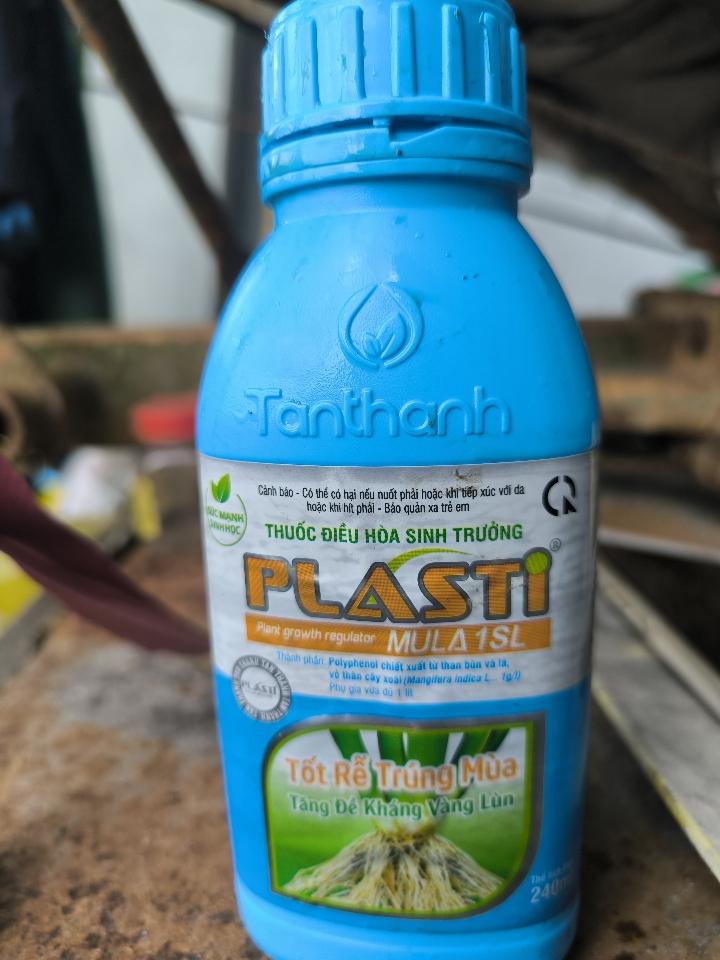 Tanthanh
Cảnh báo - Có thể có hại nếu nuốt phải hoặc khi tiếp xúc với da
hoặc khi hít phải - Bảo quản xa trẻ em
SỨC MẠNH
SINH HỌC
THUỐC ĐIỀU HÒA SINH TRƯỞNG
PLASTi®
Plant growth regulator MULA 1SL
Thành phần: Polyphenol chiết xuất từ than bùn và lá,
vỏ thân cây xoài (Mangifera indica L... 1g/l)
Phụ gia vừa đủ 1 lít
PLASTi
Tốt Rễ Trúng Mùa
Tăng Đề Kháng Vàng Lùn
240